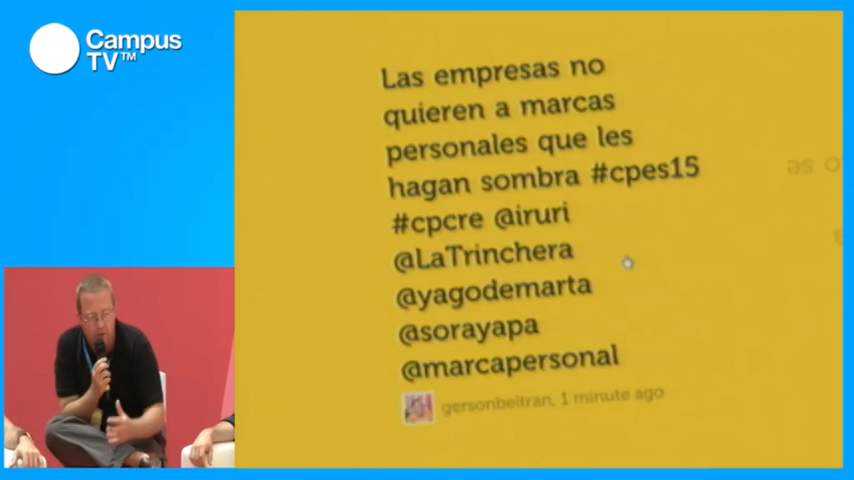 Campus
TV™
Las empresas no
quieren a marcas
personales que les
hagan sombra #cpes15
#cpcre @iruri
@LaTrinchera
@yagodemarta
@sorayapa
@marcapersonal
gersonbeltran, 1 minute ago